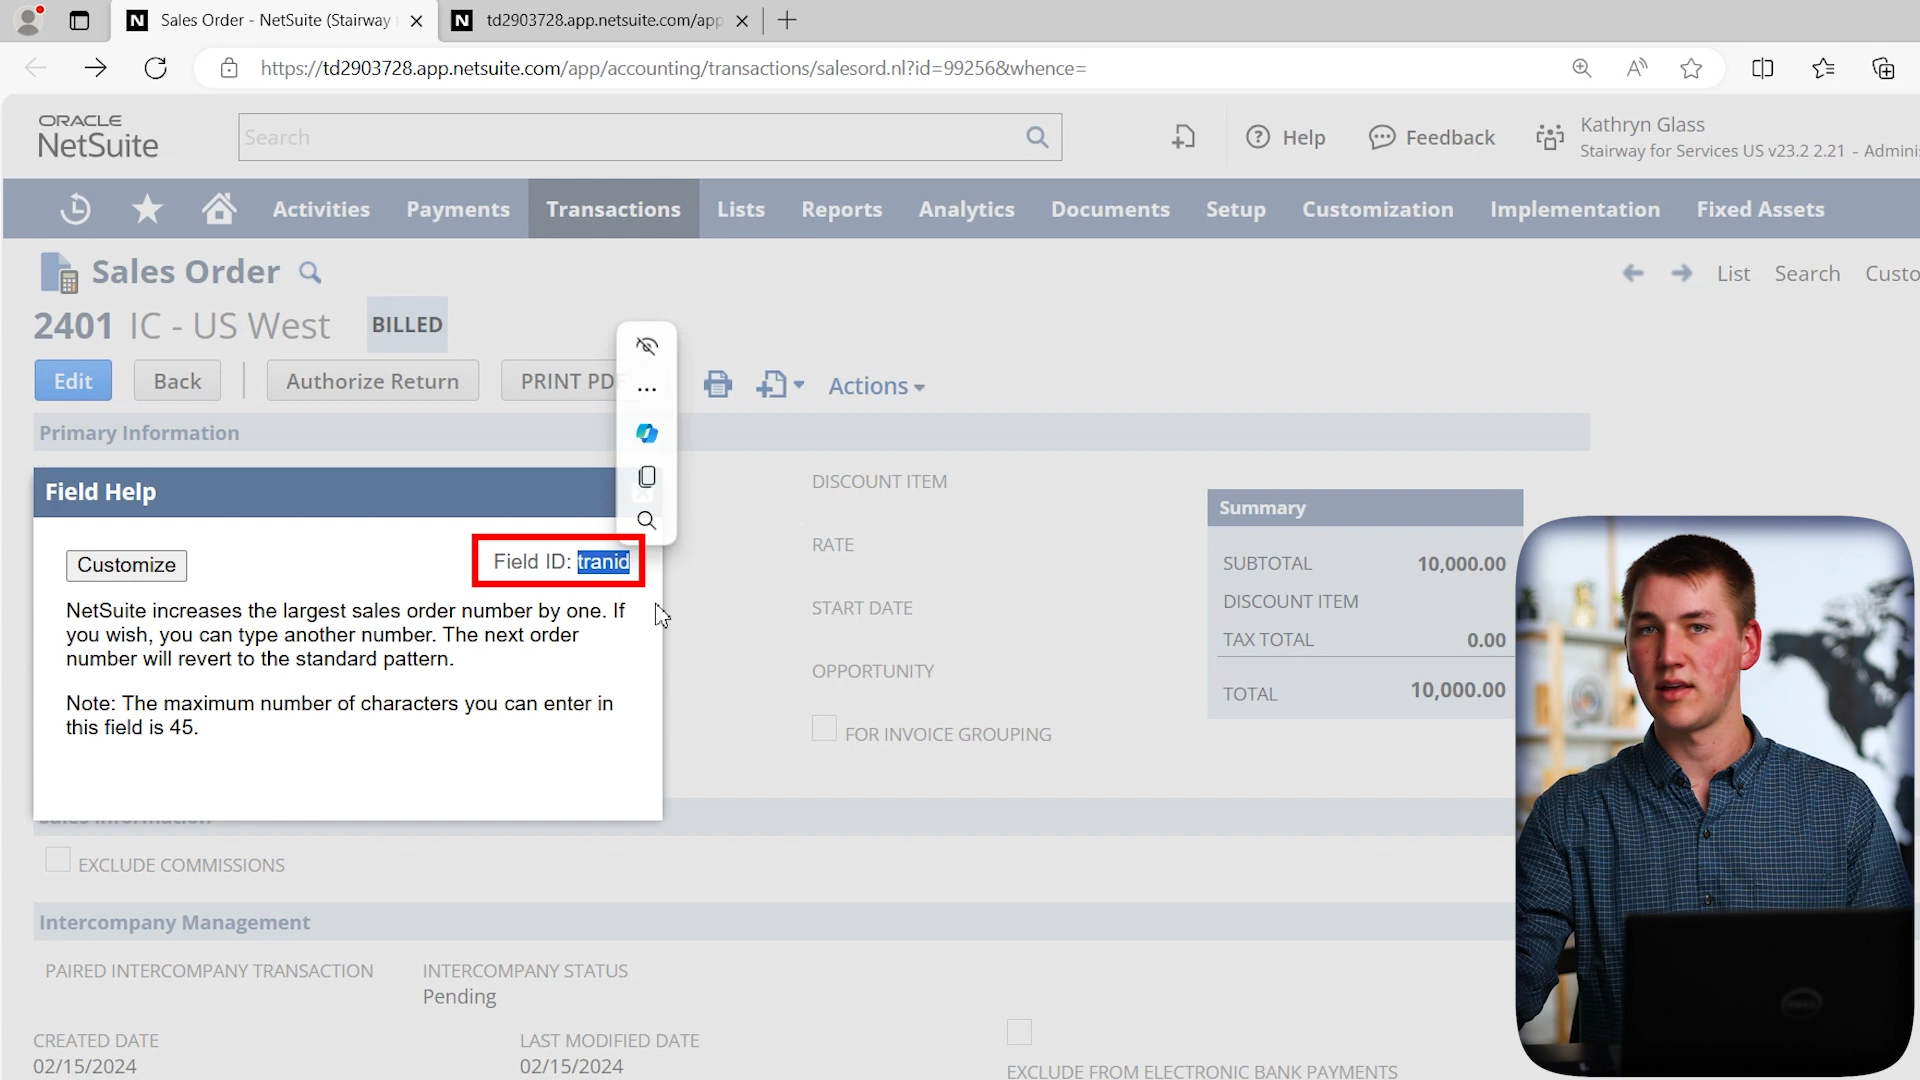 Sales Order - NetSuite (Stairway
td2903728.app.netsuite.com/app
https://td2903728.app.netsuite.com/app/accounting/transactions/salesord.nl?id=99256&whence=
ORACLE
NetSuite
Search
Help
Feedback
Kathryn Glass
Stairway for Services US v23.2 2.21 - Adminis
Activities Payments Transactions Lists Reports Analytics Documents Setup Customization Implementation Fixed Assets
Sales Order
List Search Custo
2401 IC - US West BILLED
Edit Back Authorize Return PRINT PDF Actions
Primary Information
Field Help
Customize
Field ID: tranid
NetSuite increases the largest sales order number by one. If
you wish, you can type another number. The next order
number will revert to the standard pattern.
Note: The maximum number of characters you can enter in
this field is 45.
DISCOUNT ITEM
RATE
START DATE
OPPORTUNITY
FOR INVOICE GROUPING
Summary
SUBTOTAL 10,000.00
DISCOUNT ITEM
TAX TOTAL 0.00
TOTAL 10,000.00
Sales Information
EXCLUDE COMMISSIONS
Intercompany Management
PAIRED INTERCOMPANY TRANSACTION
INTERCOMPANY STATUS
Pending
CREATED DATE
02/15/2024
LAST MODIFIED DATE
02/15/2024
EXCLUDE FROM ELECTRONIC BANK PAYMENTS